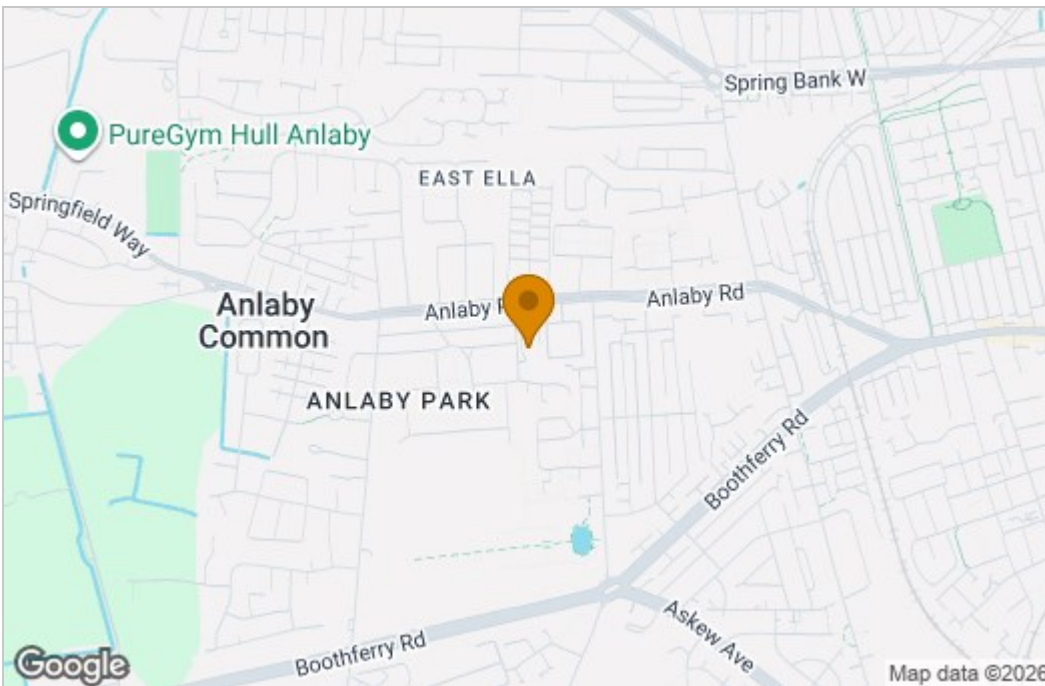 Spring Bank W
PureGym Hull Anlaby
EAST ELLA
Springfield Way
Anlaby Rd
Anlaby
Anlaby
Common
ANLABY PARK
Boothferry Rd
Askew Ave
Boothferry Rd
Google
Map data ©2026